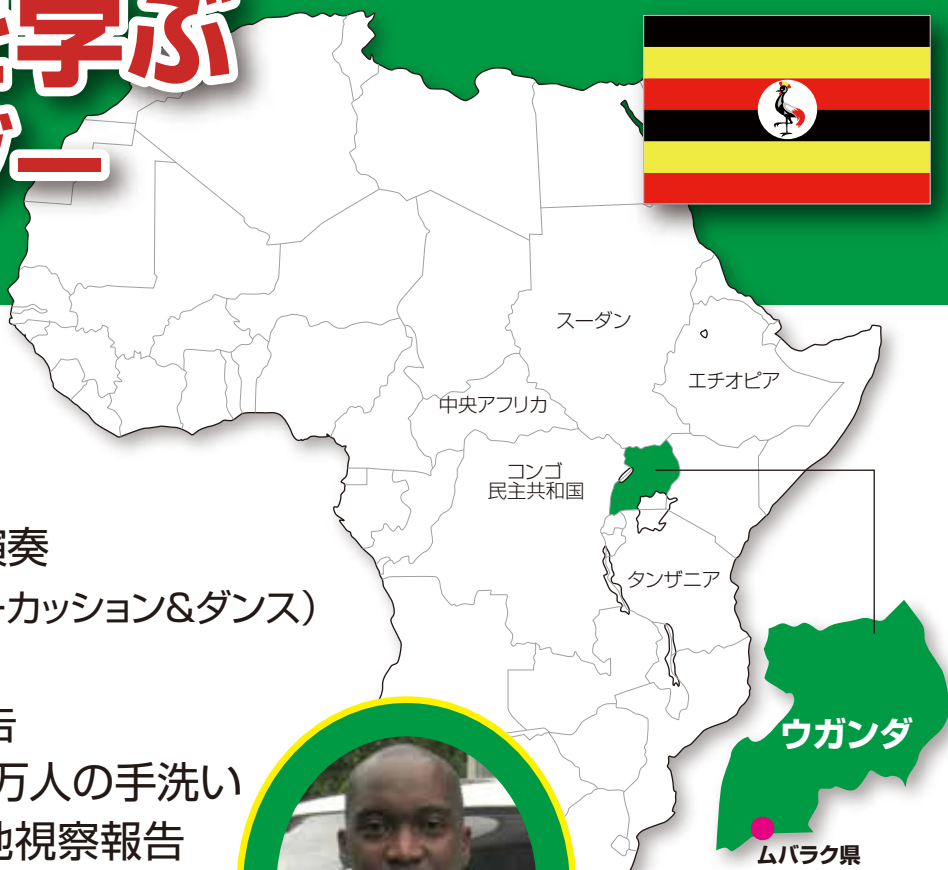 学ぶ
スーダン
エチオピア
中央アフリカ
コンゴ
民主共和国
タンザニア
演奏
ーカッション&ダンス）
告
万人の手洗い
地視察報告
ウガンダ
ムバラク県